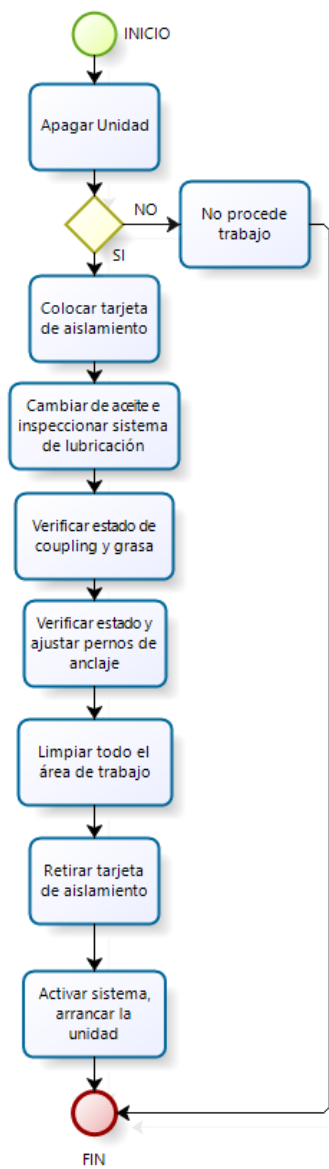 INICIO
Apagar Unidad
NO
No procede
trabajo
SI
Colocar tarjeta
de aislamiento
Cambiar de aceite e
inspeccionar sistema
de lubricación
Verificar estado de
coupling y grasa
Verificar estado y
ajustar pernos de
anclaje
Limpiar todo el
área de trabajo
Retirar tarjeta
de aislamiento
Activar sistema,
arrancar la
unidad
FIN